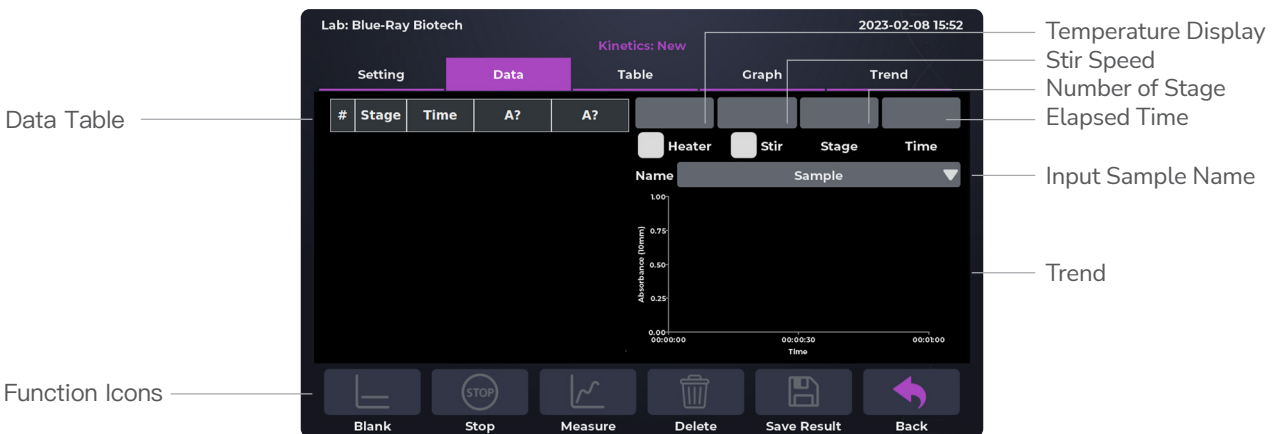 Lab: Blue-Ray Biotech
2023-02-08 15:52
Kinetics: New
Setting
Data
Table
Graph
Trend
Temperature Display
Stir Speed
Number of Stage
Elapsed Time
Data Table
# Stage Time A? A?
Heater
Stir
Stage
Time
Name
Sample
Input Sample Name
1.00
0.75
0.50
0.25
0.00
Absorbance (10mm)
00:00:00
00:00:30
00:01:00
Time
Trend
Function Icons
STOP
Blank
Stop
Measure
Delete
Save Result
Back